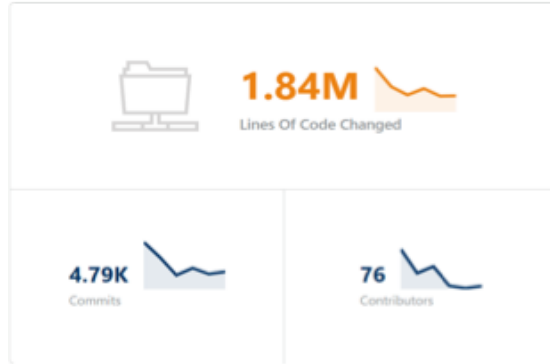 1.84M
Lines Of Code Changed
4.79K
Commits
76
Contributors